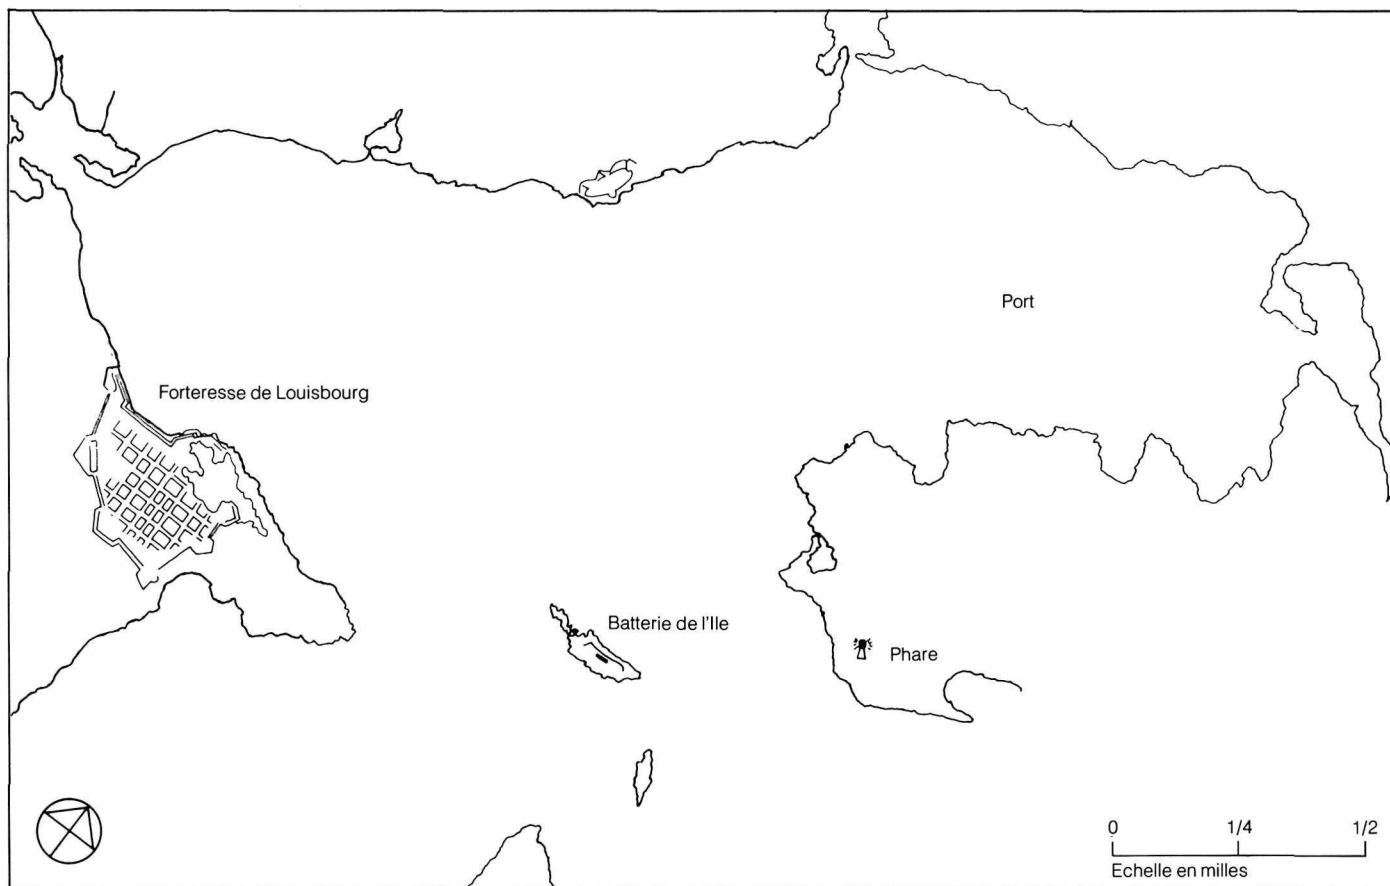 Port
Forteresse de Louisbourg
Batterie de l'Ile
Phare
0 1/4 1/2
Echelle en milles